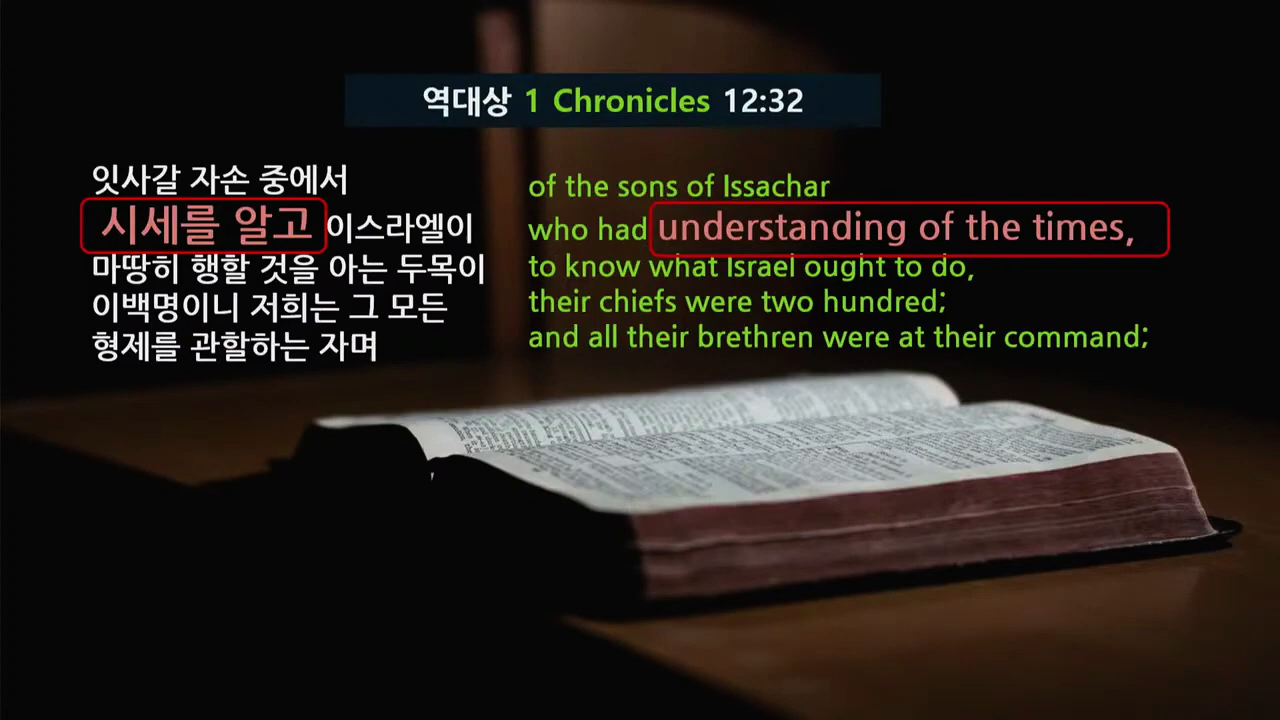 역대상 1 Chronicles 12:32
잇사갈 자손 중에서
시세를 알고 이스라엘이
마땅히 행할 것을 아는 두목이
이백명이니 저희는 그 모든
형제를 관할하는 자며
of the sons of Issachar
who had understanding of the times,
to know what Israel ought to do,
their chiefs were two hundred;
and all their brethren were at their command;